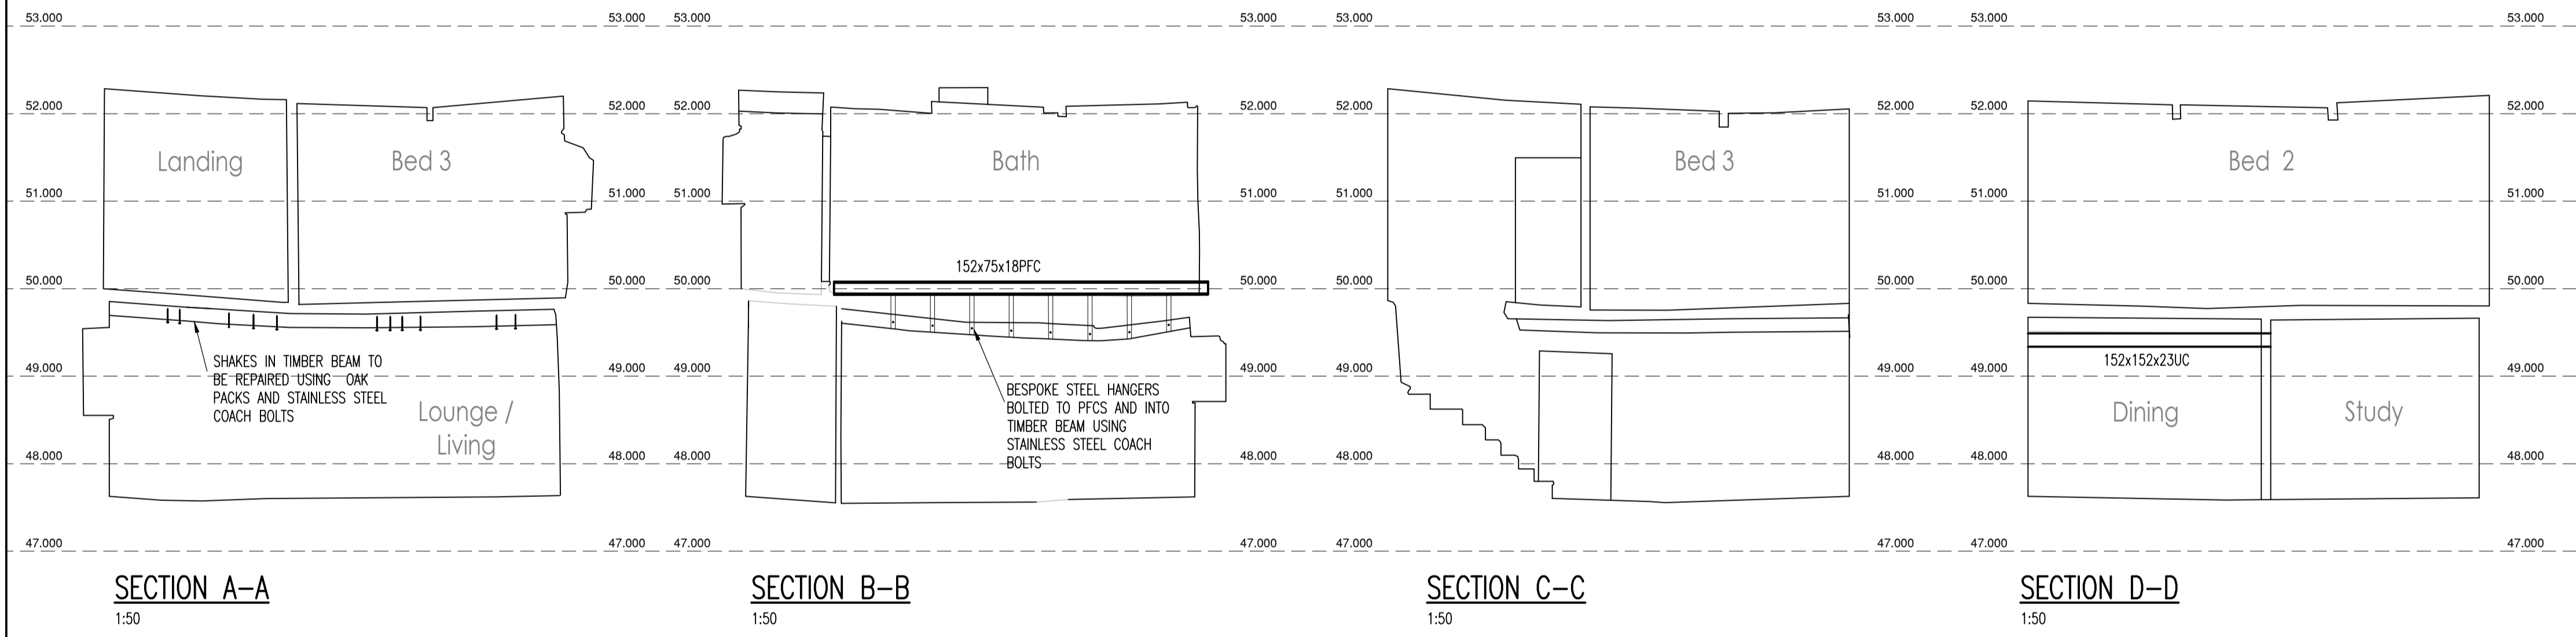 53.000 53.000 53.000 53.000 53.000 53.000 53.000 53.000
52.000 52.000 52.000 52.000 52.000 52.000 52.000 52.000
Landing Bed 3 Bath Bed 3 Bed 2
51.000 51.000 51.000 51.000 51.000 51.000 51.000 51.000
152x75x18PFC
50.000 50.000 50.000 50.000 50.000 50.000 50.000 50.000
SHAKES IN TIMBER BEAM TO
BE REPAIRED USING OAK
PACKS AND STAINLESS STEEL
COACH BOLTS
152x152x23UC
49.000 49.000 49.000 49.000 49.000 49.000 49.000 49.000
BESPOKE STEEL HANGERS
BOLTED TO PFCS AND INTO
TIMBER BEAM USING
STAINLESS STEEL COACH
BOLTS
Lounge /
Living
Dining Study
48.000 48.000 48.000 48.000 48.000 48.000 48.000 48.000
47.000 47.000 47.000 47.000 47.000 47.000 47.000 47.000
SECTION A-A
1:50
SECTION B-B
1:50
SECTION C-C
1:50
SECTION D-D
1:50